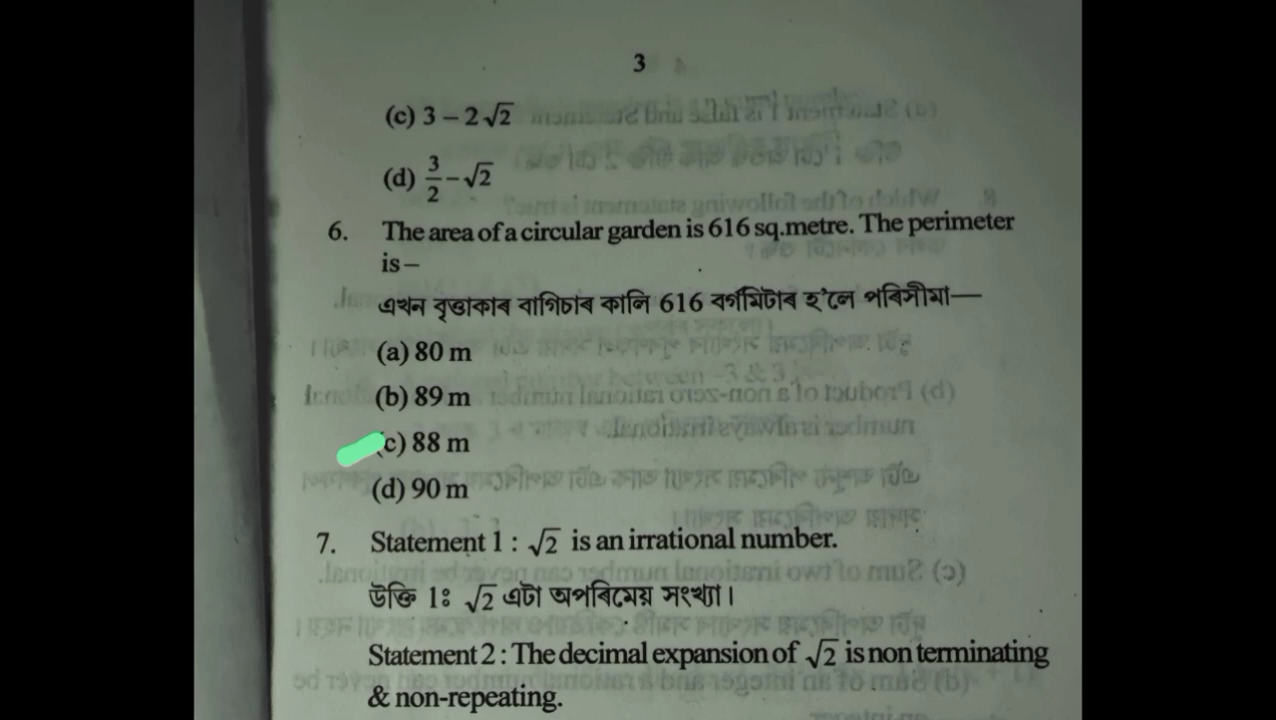 3
(c) 3 – 2√2
(d) 3/2 – √2
6. The area of a circular garden is 616 sq.metre. The perimeter
is –
এখন বৃত্তাকাৰ বাগিচাৰ কালি 616 বৰ্গমিটাৰ হ’লে পৰিসীমা—
(a) 80 m
(b) 89 m
(c) 88 m
(d) 90 m
7. Statement 1 : √2 is an irrational number.
উক্তি 1ঃ √2 এটা অপৰিমেয় সংখ্যা।
Statement 2 : The decimal expansion of √2 is non terminating
& non-repeating.